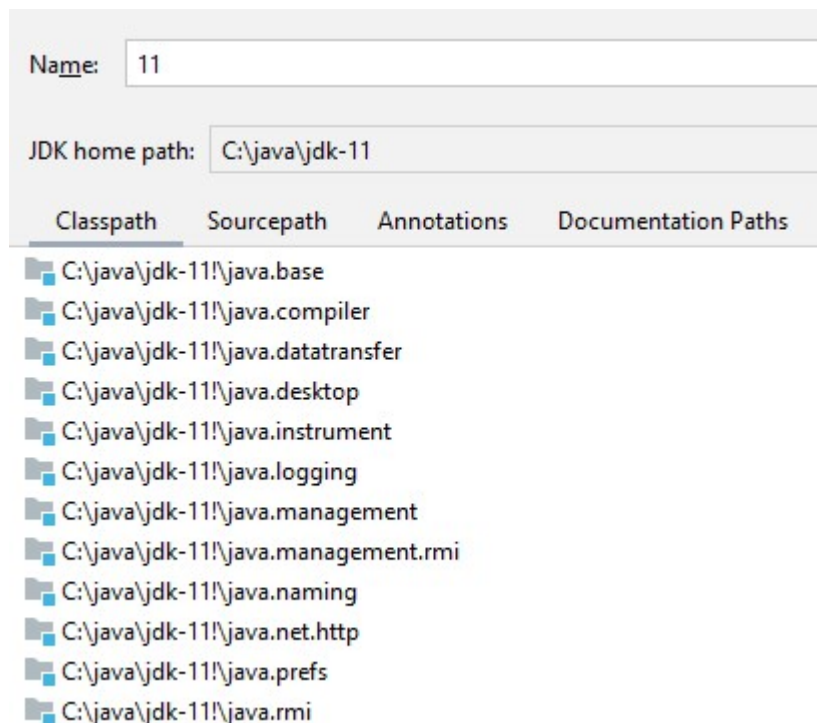 Name: 11
JDK home path: C:\java\jdk-11
Classpath Sourcepath Annotations Documentation Paths
C:\java\jdk-11!\java.base
C:\java\jdk-11!\java.compiler
C:\java\jdk-11!\java.datatransfer
C:\java\jdk-11!\java.desktop
C:\java\jdk-11!\java.instrument
C:\java\jdk-11!\java.logging
C:\java\jdk-11!\java.management
C:\java\jdk-11!\java.management.rmi
C:\java\jdk-11!\java.naming
C:\java\jdk-11!\java.net.http
C:\java\jdk-11!\java.prefs
C:\java\jdk-11!\java.rmi